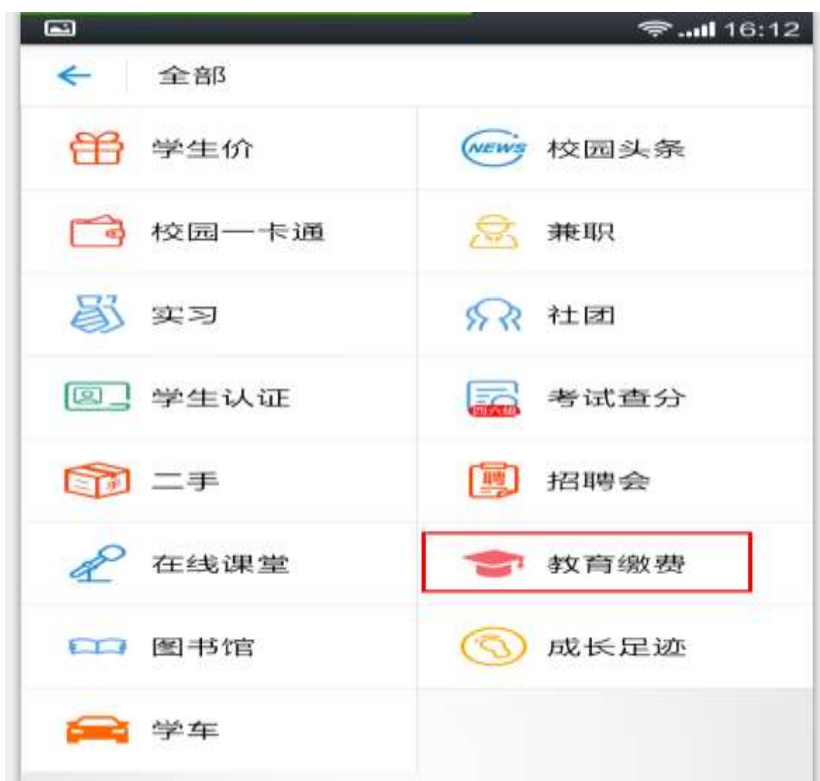 16:12
全部
学生价
NEWS 校园头条
校园一卡通
兼职
实习
社团
学生认证
四六级 考试查分
手 二手
聘 招聘会
在线课堂
教育缴费
图书馆
成长足迹
学车